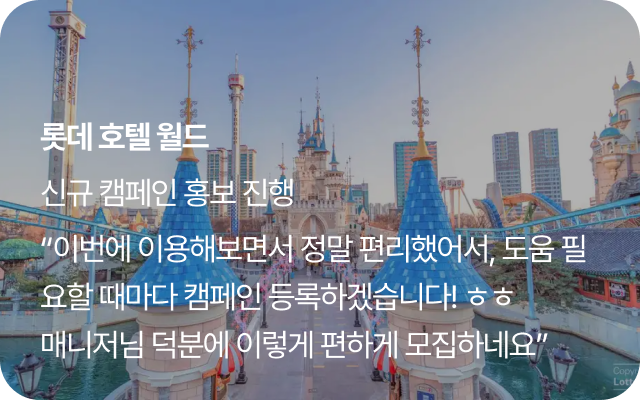 롯데 호텔 월드
신규 캠페인 홍보 진행
“이번에 이용해보면서 정말 편리했어서, 도움 필
요할 때마다 캠페인 등록하겠습니다! ㅎㅎ
매니저님 덕분에 이렇게 편하게 모집하네요”